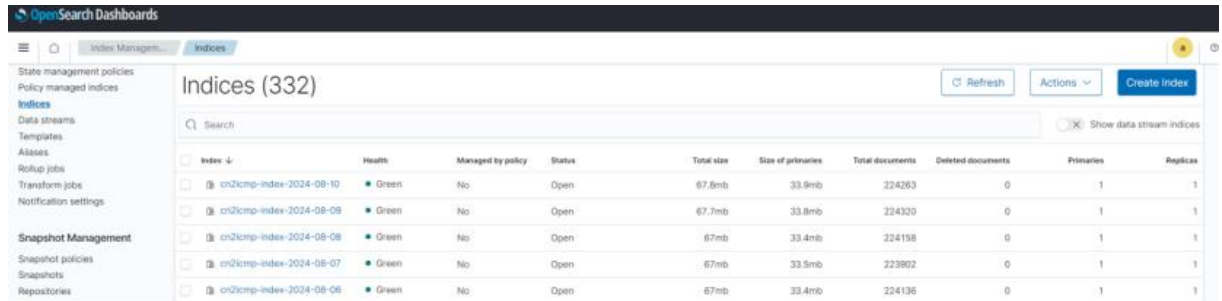 OpenSearch Dashboards
Index Managem... Indices
a
State management policies
Policy managed indices
Indices
Data streams
Templates
Aliases
Rollup jobs
Transform jobs
Notification settings
Snapshot Management
Snapshot policies
Snapshots
Repositories
Indices (332)
Refresh Actions Create Index
Search Show data stream indices
Index Health Managed by policy Status Total size Size of primaries Total documents Deleted documents Primaries Replicas
cn2icmp-index-2024-08-10 Green No Open 67.8mb 33.9mb 224263 0 1 1
cn2icmp-index-2024-08-09 Green No Open 67.7mb 33.8mb 224320 0 1 1
cn2icmp-index-2024-08-08 Green No Open 67mb 33.4mb 224158 0 1 1
cn2icmp-index-2024-08-07 Green No Open 67mb 33.5mb 223902 0 1 1
cn2icmp-index-2024-08-06 Green No Open 67mb 33.4mb 224136 0 1 1